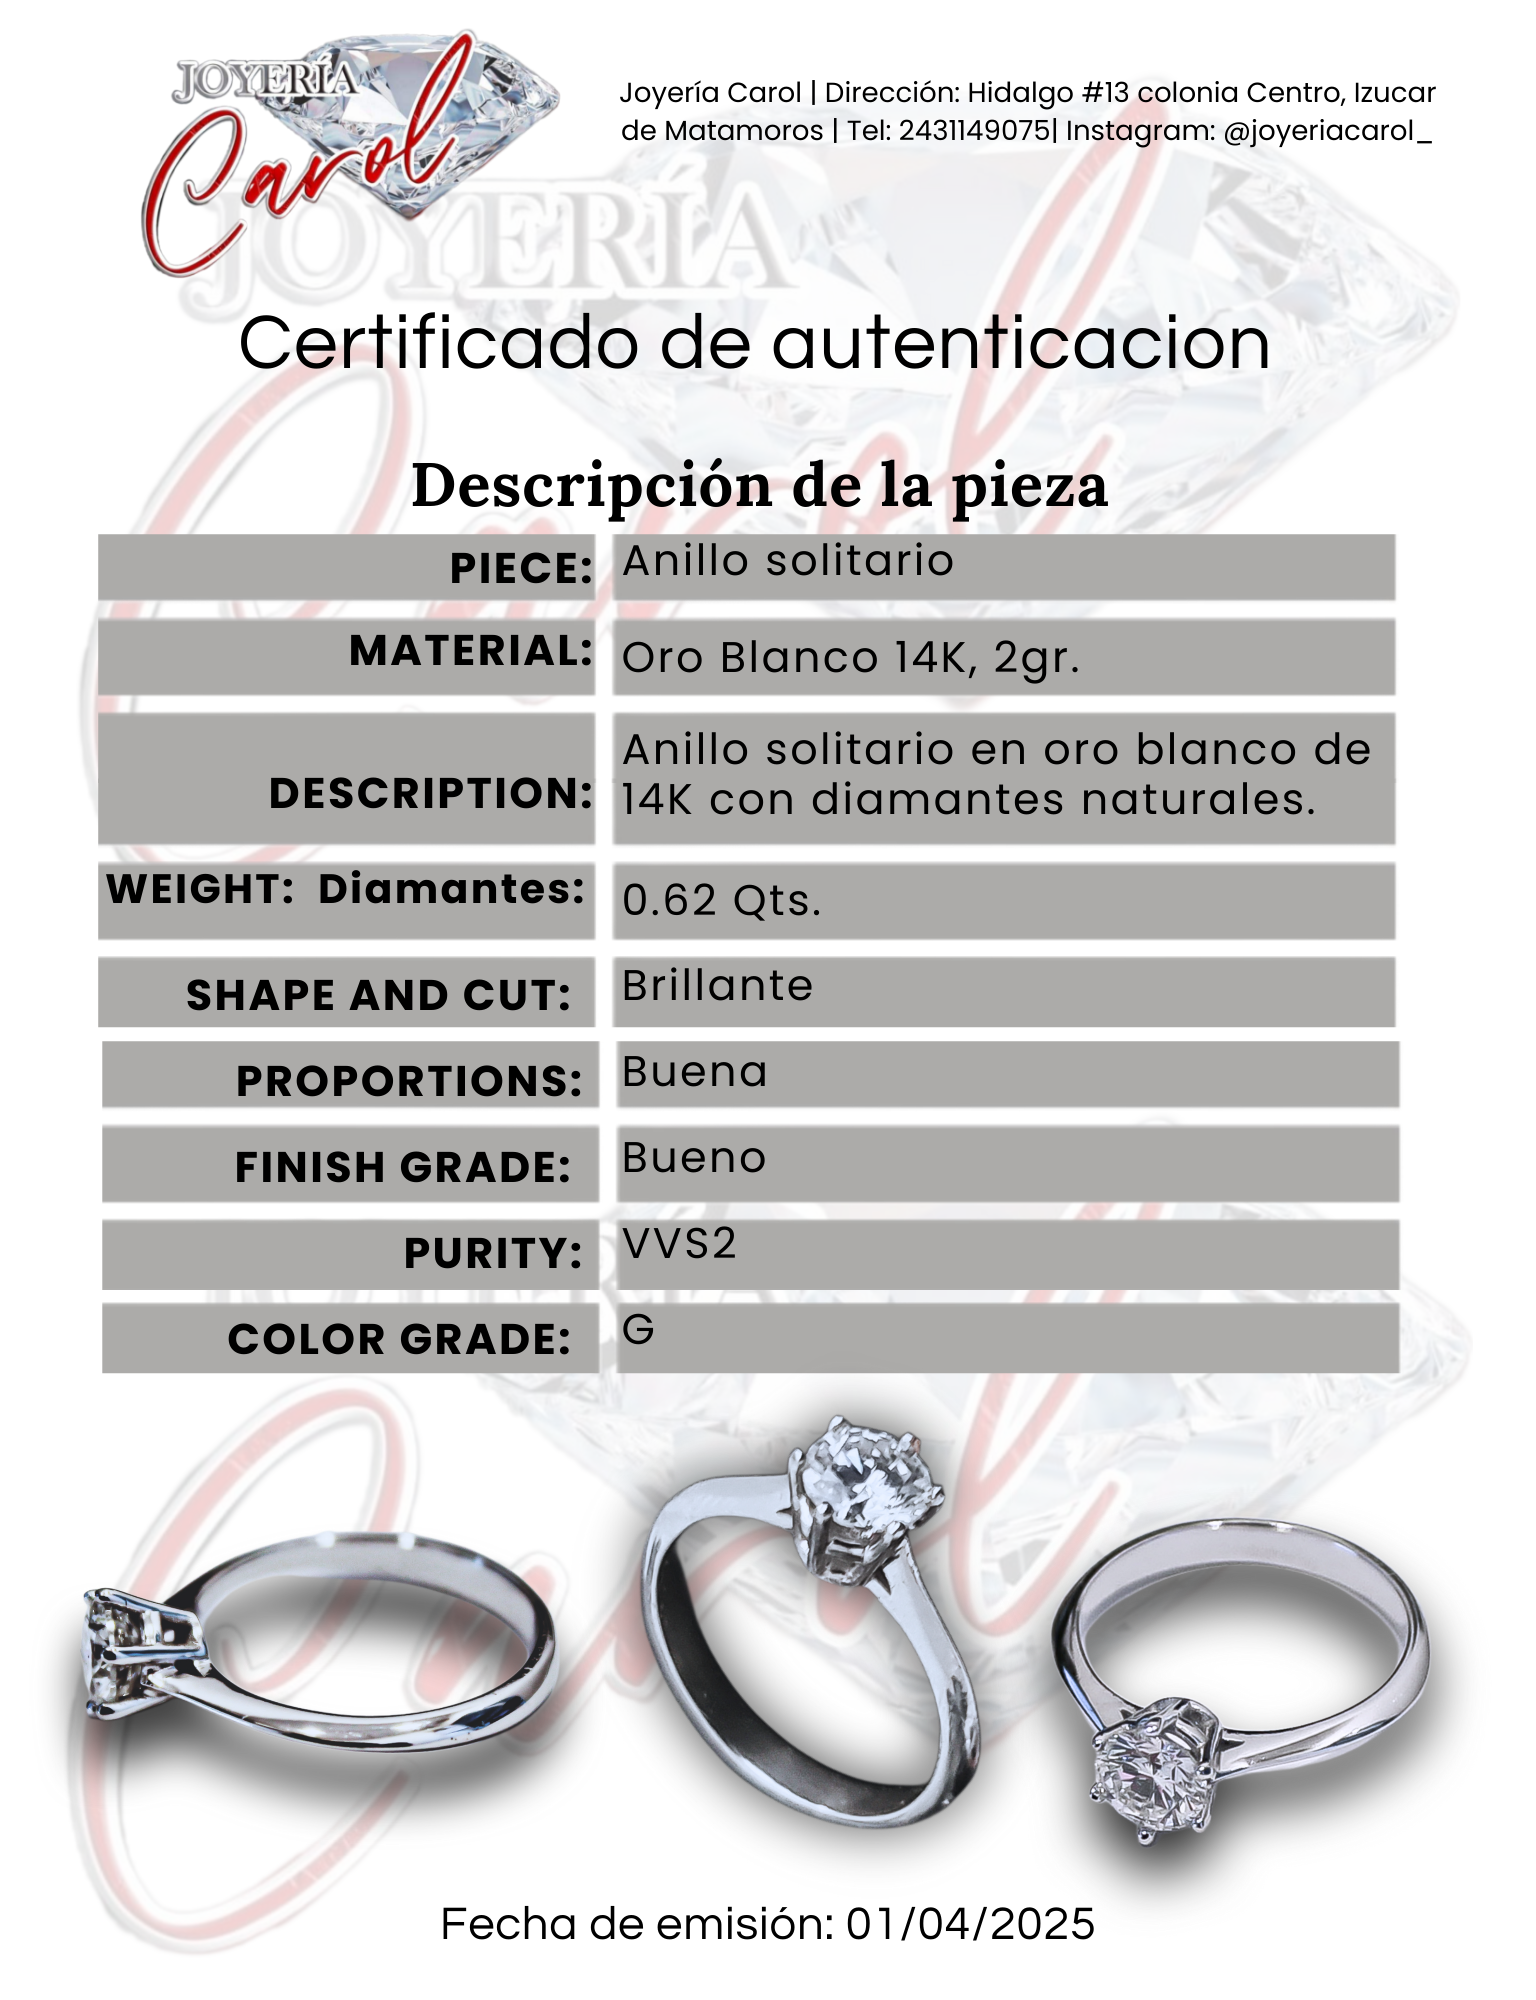 JOYERÍA
Carol
Joyería Carol | Dirección: Hidalgo #13 colonia Centro, Izucar
de Matamoros | Tel: 2431149075| Instagram: @joyeriacarol_
JOYERÍA
Carol
Certificado de autenticacion
Descripción de la pieza
PIECE: Anillo solitario
MATERIAL: Oro Blanco 14K, 2gr.
DESCRIPTION: Anillo solitario en oro blanco de
14K con diamantes naturales.
WEIGHT: Diamantes: 0.62 Qts.
SHAPE AND CUT: Brillante
PROPORTIONS: Buena
FINISH GRADE: Bueno
PURITY: VVS2
COLOR GRADE: G
JOYERÍA
Carol
Fecha de emisión: 01/04/2025